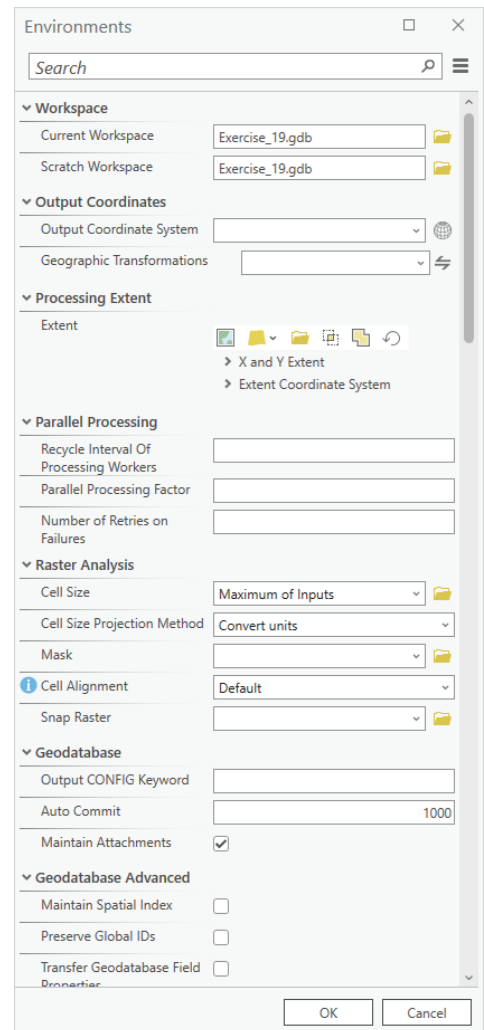 Environments
Search
Workspace
Current Workspace
Exercise_19.gdb
Scratch Workspace
Exercise_19.gdb
Output Coordinates
Output Coordinate System
Geographic Transformations
Processing Extent
Extent
X and Y Extent
Extent Coordinate System
Parallel Processing
Recycle Interval Of
Processing Workers
Parallel Processing Factor
Number of Retries on
Failures
Raster Analysis
Cell Size
Maximum of Inputs
Cell Size Projection Method
Convert units
Mask
Cell Alignment
Default
Snap Raster
Geodatabase
Output CONFIG Keyword
Auto Commit
1000
Maintain Attachments
Geodatabase Advanced
Maintain Spatial Index
Preserve Global IDs
Transfer Geodatabase Field
Properties
OK
Cancel